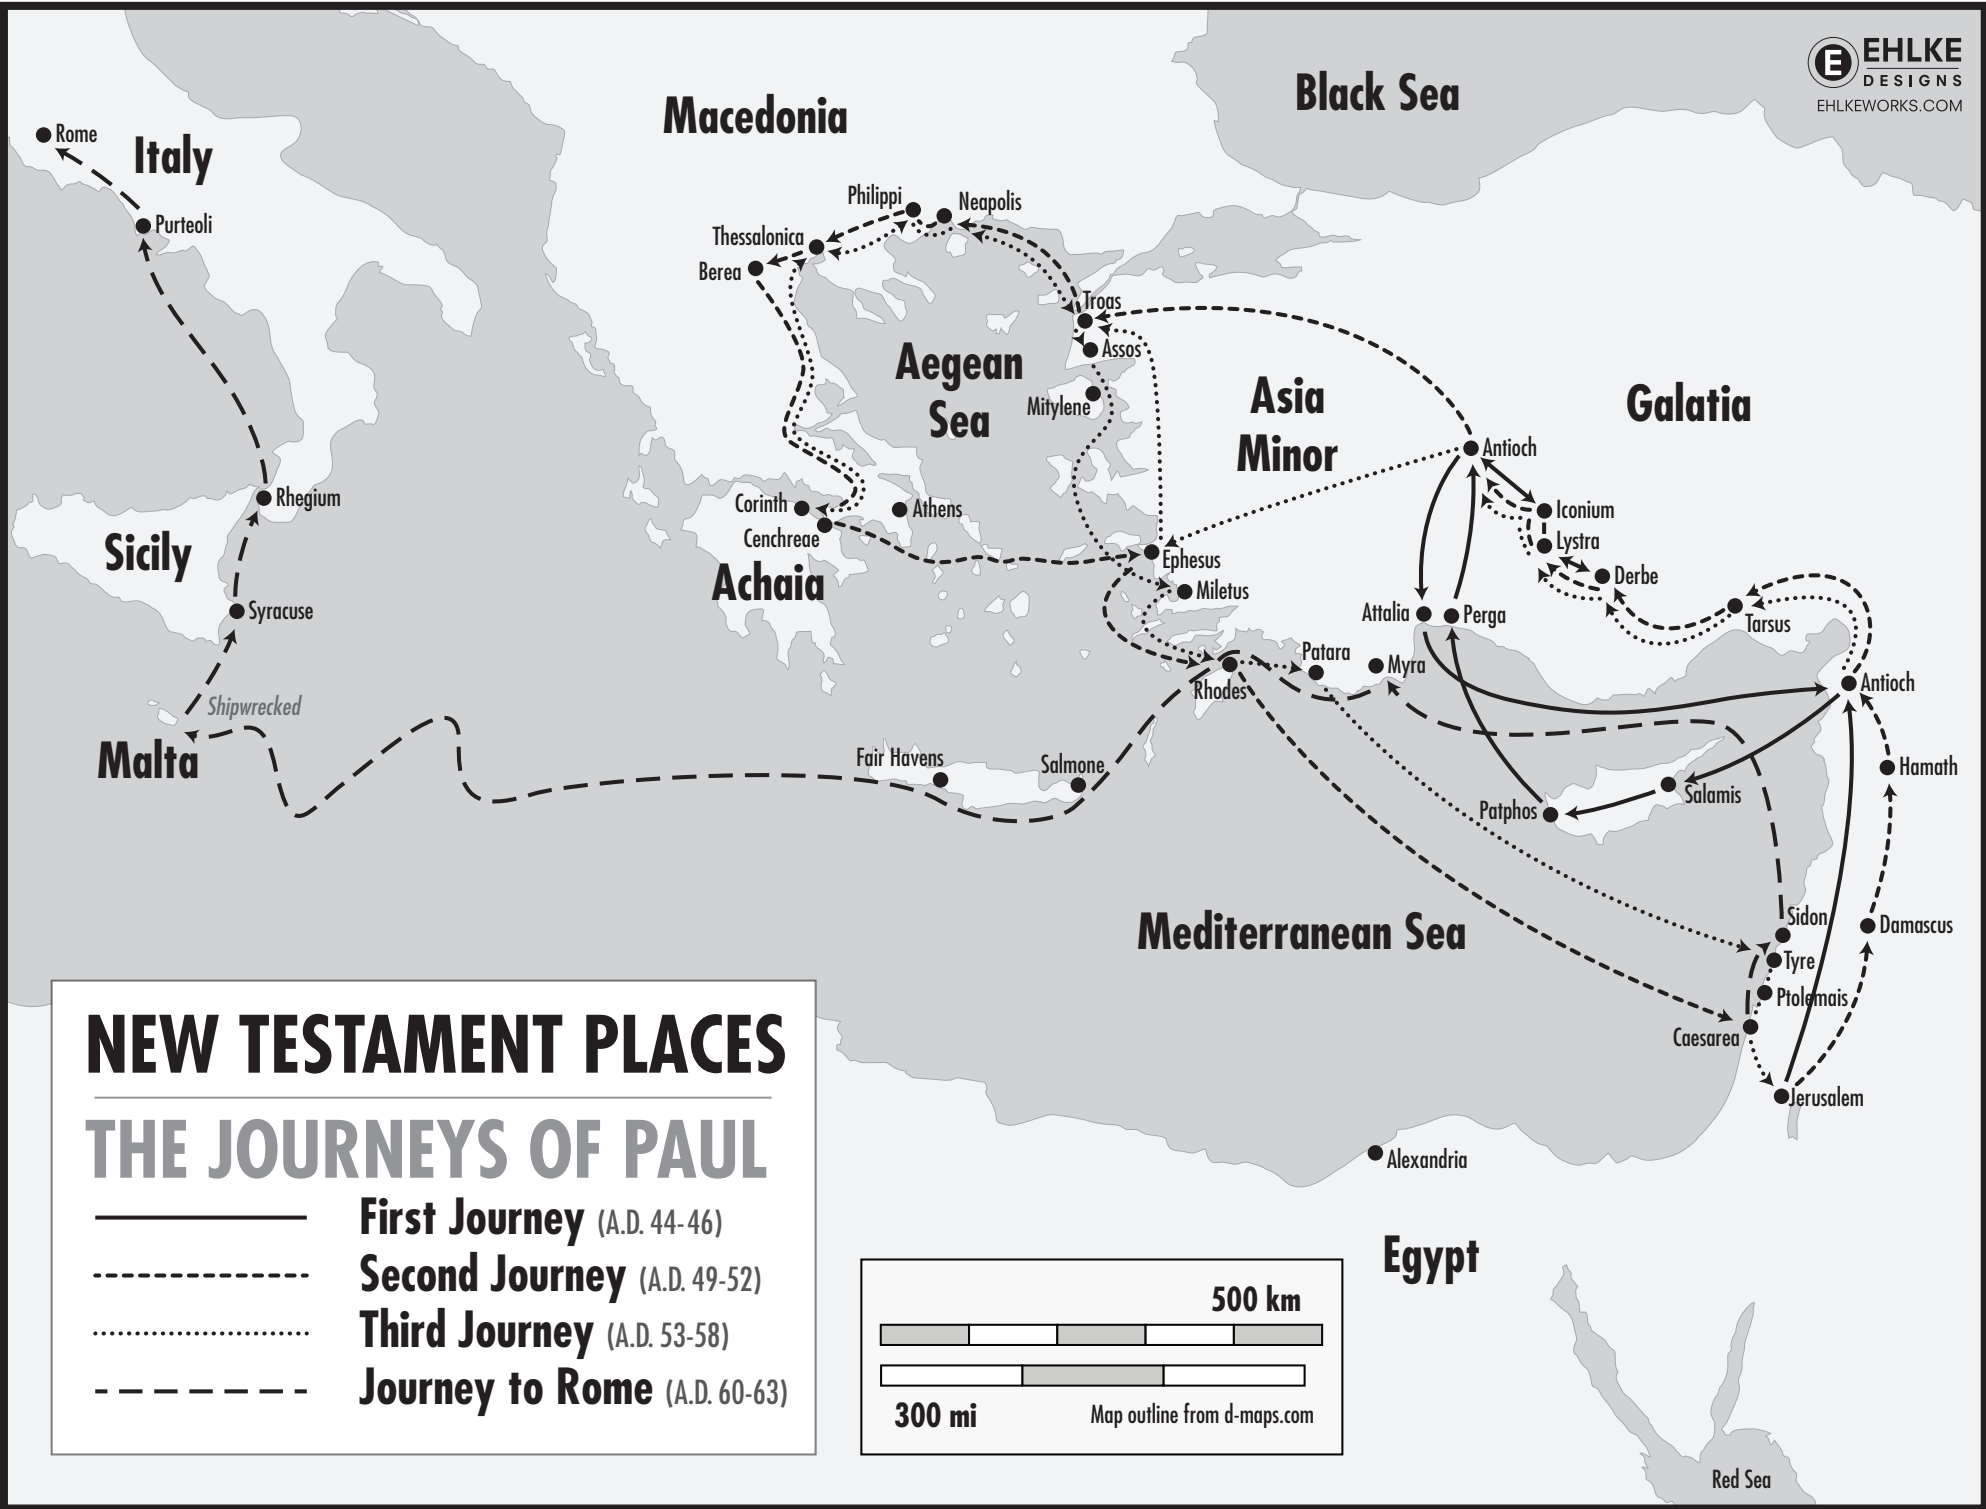 E
EHLKE
DESIGNS
EHLKEWORKS.COM
Black Sea
Macedonia
Rome
Italy
Purteoli
Philippi
Neapolis
Thessalonica
Berea
Troas
Assos
Aegean
Sea
Mitylene
Asia
Minor
Galatia
Antioch
Iconium
Lystra
Derbe
Rhegium
Sicily
Syracuse
Corinth
Cenchreae
Athens
Achaia
Ephesus
Miletus
Attalia
Perga
Tarsus
Patara
Myra
Rhodes
Antioch
Shipwrecked
Malta
Fair Havens
Salmone
Hamath
Salamis
Patphos
Mediterranean Sea
Sidon
Damascus
Tyre
Ptolemais
Caesarea
Jerusalem
Alexandria
Egypt
Red Sea
NEW TESTAMENT PLACES
THE JOURNEYS OF PAUL
First Journey (A.D. 44-46)
Second Journey (A.D. 49-52)
Third Journey (A.D. 53-58)
Journey to Rome (A.D. 60-63)
500 km
300 mi
Map outline from d-maps.com